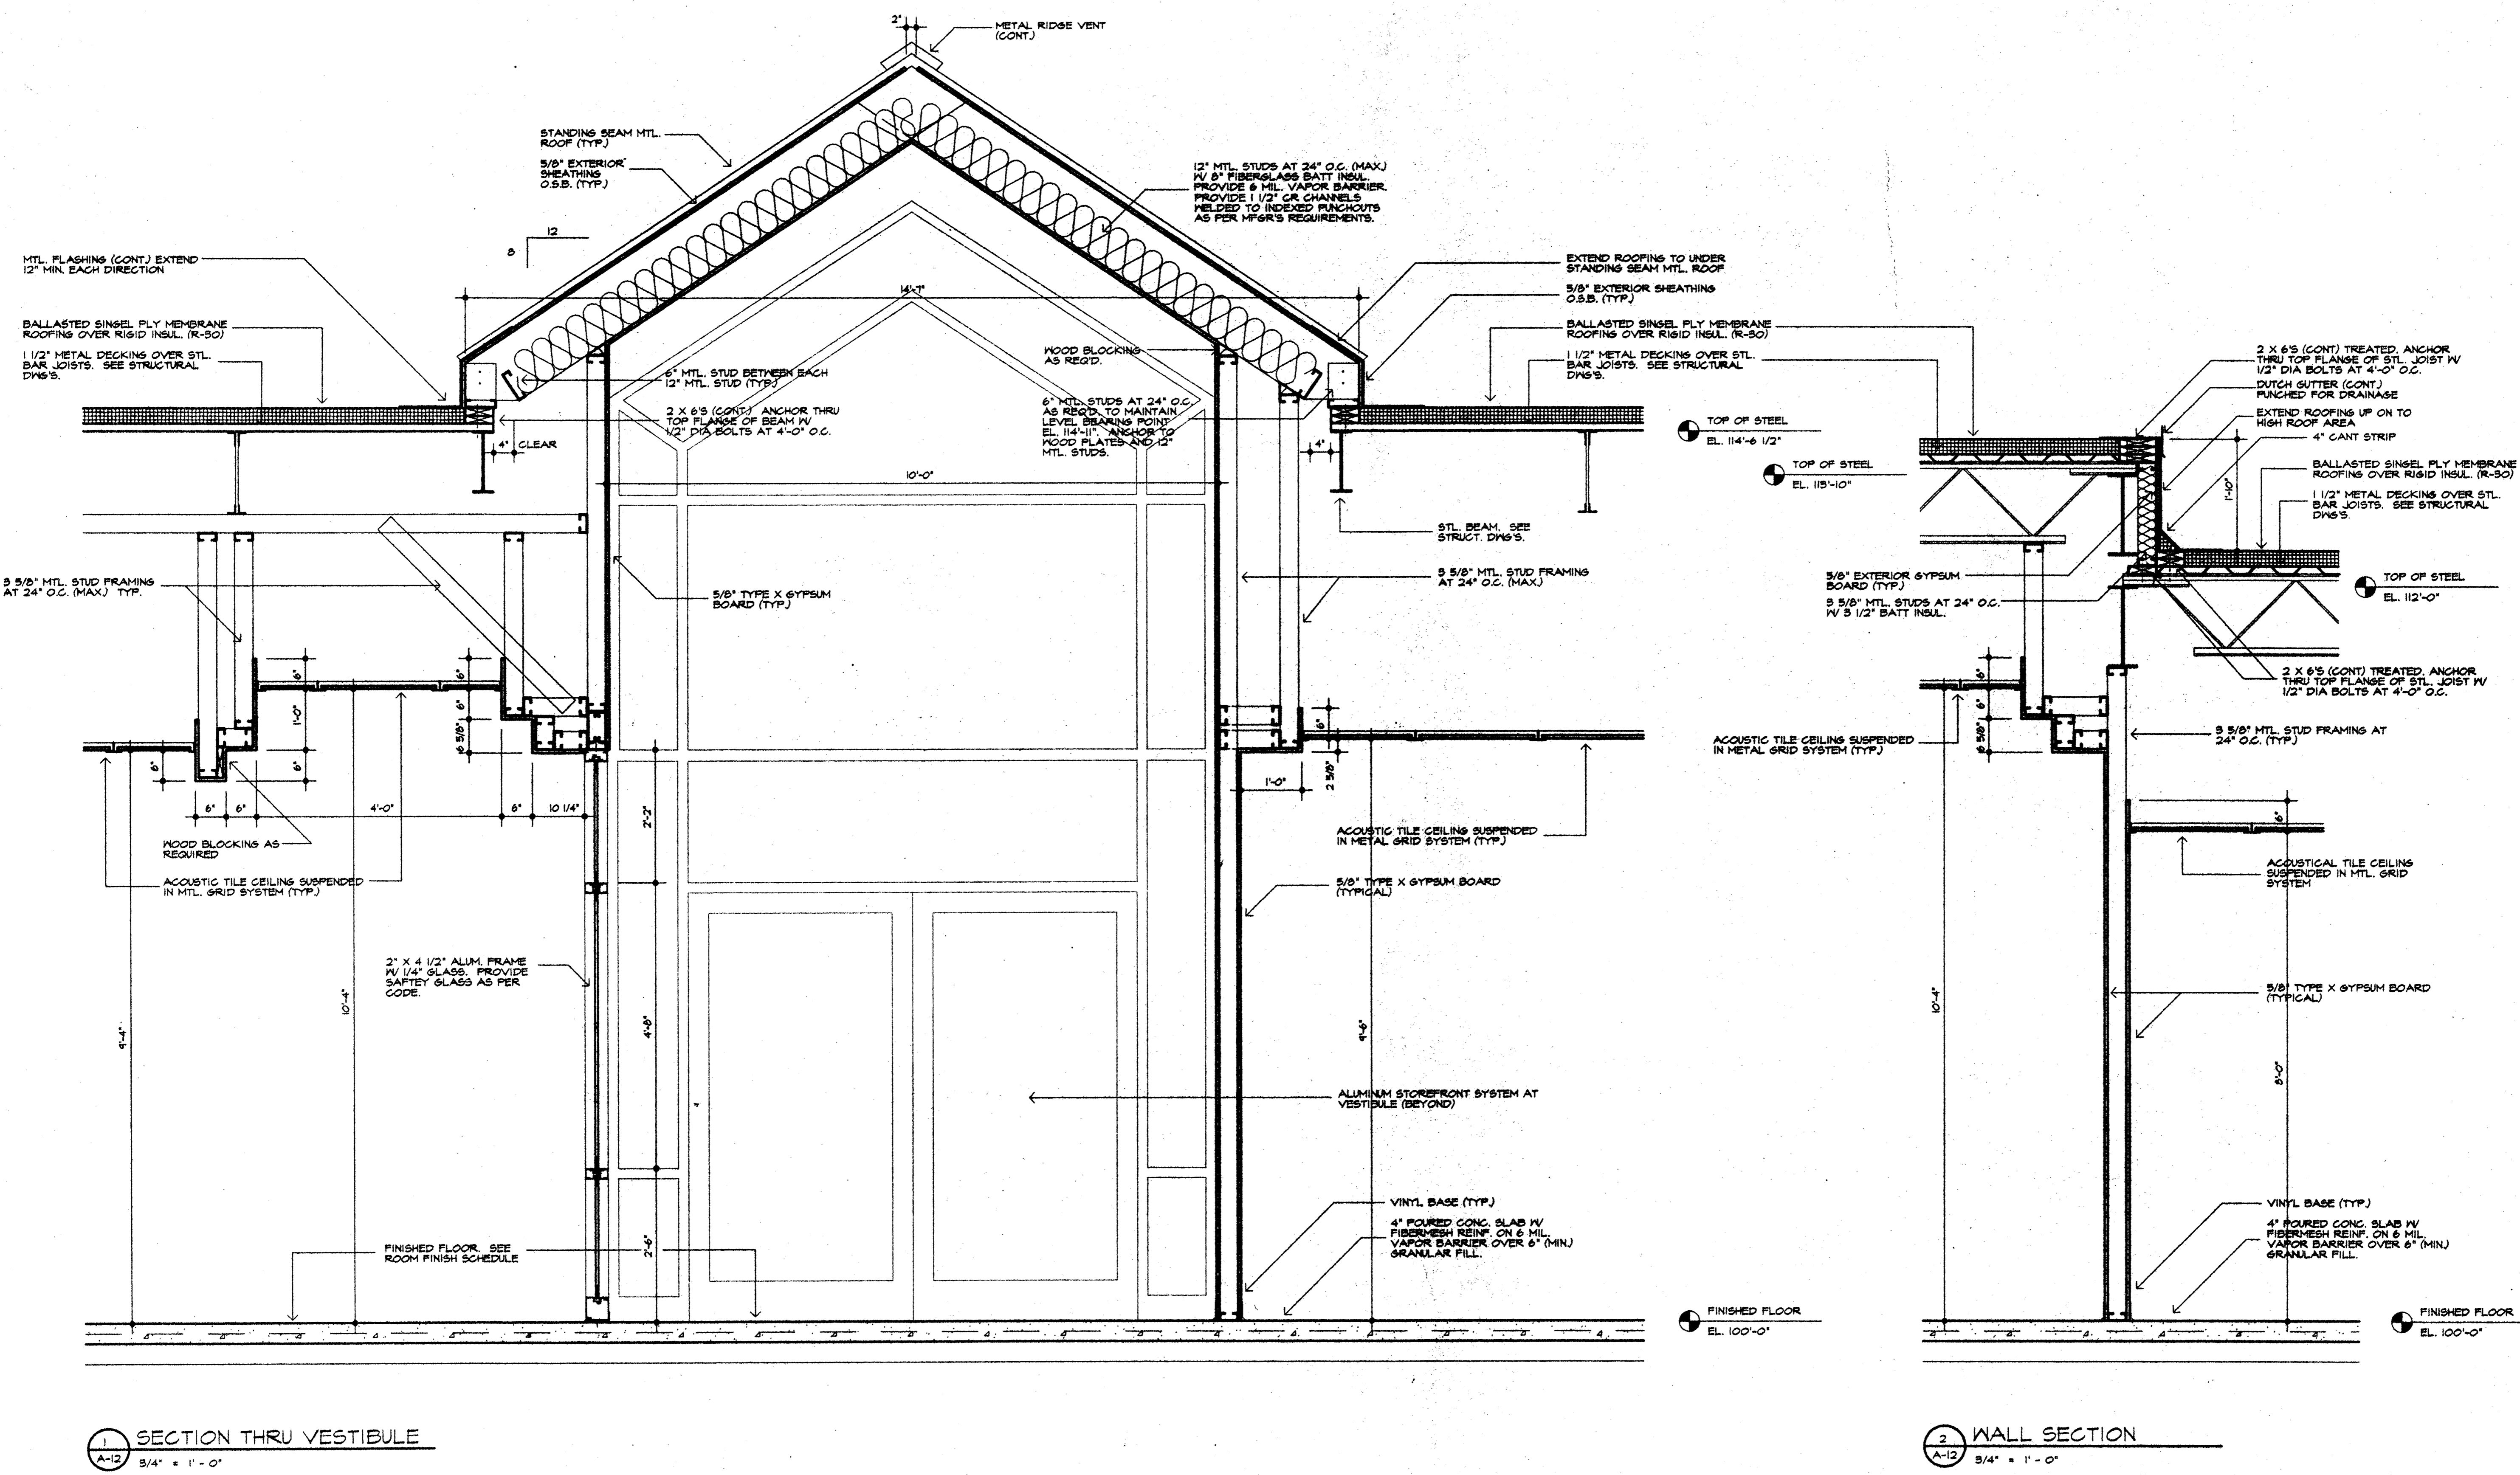 2"
METAL RIDGE VENT
(CONT.)
STANDING SEAM MTL.
ROOF (TYP.)
5/8" EXTERIOR
SHEATHING
O.S.B. (TYP.)
12
8
12" MTL. STUDS AT 24" O.C. (MAX.)
W/ 8" FIBERGLASS BATT INSUL.
PROVIDE 6 MIL. VAPOR BARRIER.
PROVIDE 1 1/2" CR CHANNELS
WELDED TO INDEXED PUNCHOUTS
AS PER MFGR'S REQUIREMENTS.
MTL. FLASHING (CONT.) EXTEND
12" MIN. EACH DIRECTION
BALLASTED SINGEL PLY MEMBRANE
ROOFING OVER RIGID INSUL. (R-30)
1 1/2" METAL DECKING OVER STL.
BAR JOISTS. SEE STRUCTURAL
DWG'S.
14'-7"
EXTEND ROOFING TO UNDER
STANDING SEAM MTL. ROOF
5/8" EXTERIOR SHEATHING
O.S.B. (TYP.)
BALLASTED SINGEL PLY MEMBRANE
ROOFING OVER RIGID INSUL. (R-30)
1 1/2" METAL DECKING OVER STL.
BAR JOISTS. SEE STRUCTURAL
DWG'S.
WOOD BLOCKING
AS REQ'D.
6" MTL. STUD BETWEEN EACH
12" MTL. STUD (TYP.)
2 X 6'S (CONT.) ANCHOR THRU
TOP FLANGE OF BEAM W/
1/2" DIA BOLTS AT 4'-0" O.C.
4" CLEAR
6" MTL. STUDS AT 24" O.C.
AS REQ'D. TO MAINTAIN
LEVEL BEARING POINT
EL. 114'-11". ANCHOR TO
WOOD PLATES AND 12"
MTL. STUDS.
4"
10'-0"
TOP OF STEEL
EL. 114'-6 1/2"
STL. BEAM. SEE
STRUCT. DWG'S.
3 5/8" MTL. STUD FRAMING
AT 24" O.C. (MAX.) TYP.
5/8" TYPE X GYPSUM
BOARD (TYP.)
3 5/8" MTL. STUD FRAMING
AT 24" O.C. (MAX.)
6"
1'-0"
6"
6"
6"
6 5/8"
6"
6"
6"
4'-0"
6"
10 1/4"
6"
1'-0"
2 5/8"
WOOD BLOCKING AS
REQUIRED
ACOUSTIC TILE CEILING SUSPENDED
IN MTL. GRID SYSTEM (TYP.)
2'-2"
ACOUSTIC TILE CEILING SUSPENDED
IN METAL GRID SYSTEM (TYP.)
5/8" TYPE X GYPSUM BOARD
(TYPICAL)
2" X 4 1/2" ALUM. FRAME
W/ 1/4" GLASS. PROVIDE
SAFTEY GLASS AS PER
CODE.
9'-4"
10'-4"
4'-8"
9'-6"
ALUMINUM STOREFRONT SYSTEM AT
VESTIBULE (BEYOND)
VINYL BASE (TYP.)
4" POURED CONC. SLAB W/
FIBERMESH REINF. ON 6 MIL.
VAPOR BARRIER OVER 6" (MIN.)
GRANULAR FILL.
FINISHED FLOOR. SEE
ROOM FINISH SCHEDULE
2'-6"
FINISHED FLOOR
EL. 100'-0"
1
A-12
SECTION THRU VESTIBULE
3/4" = 1' - 0"
2 X 6'S (CONT) TREATED. ANCHOR
THRU TOP FLANGE OF STL. JOIST W/
1/2" DIA BOLTS AT 4'-0" O.C.
DUTCH GUTTER (CONT.)
PUNCHED FOR DRAINAGE
EXTEND ROOFING UP ON TO
HIGH ROOF AREA
4" CANT STRIP
BALLASTED SINGEL PLY MEMBRANE
ROOFING OVER RIGID INSUL. (R-30)
1 1/2" METAL DECKING OVER STL.
BAR JOISTS. SEE STRUCTURAL
DWG'S.
TOP OF STEEL
EL. 113'-10"
1'-10"
5/8" EXTERIOR GYPSUM
BOARD (TYP.)
3 5/8" MTL. STUDS AT 24" O.C.
W/ 3 1/2" BATT INSUL.
TOP OF STEEL
EL. 112'-0"
2 X 6'S (CONT) TREATED. ANCHOR
THRU TOP FLANGE OF STL. JOIST W/
1/2" DIA BOLTS AT 4'-0" O.C.
6"
6"
6 5/8"
ACOUSTIC TILE CEILING SUSPENDED
IN METAL GRID SYSTEM (TYP.)
3 5/8" MTL. STUD FRAMING AT
24" O.C. (TYP.)
6"
ACOUSTICAL TILE CEILING
SUSPENDED IN MTL. GRID
SYSTEM
5/8" TYPE X GYPSUM BOARD
(TYPICAL)
10'-4"
8'-0"
VINYL BASE (TYP.)
4" POURED CONC. SLAB W/
FIBERMESH REINF. ON 6 MIL.
VAPOR BARRIER OVER 6" (MIN.)
GRANULAR FILL.
FINISHED FLOOR
EL. 100'-0"
2
A-12
WALL SECTION
3/4" = 1' - 0"